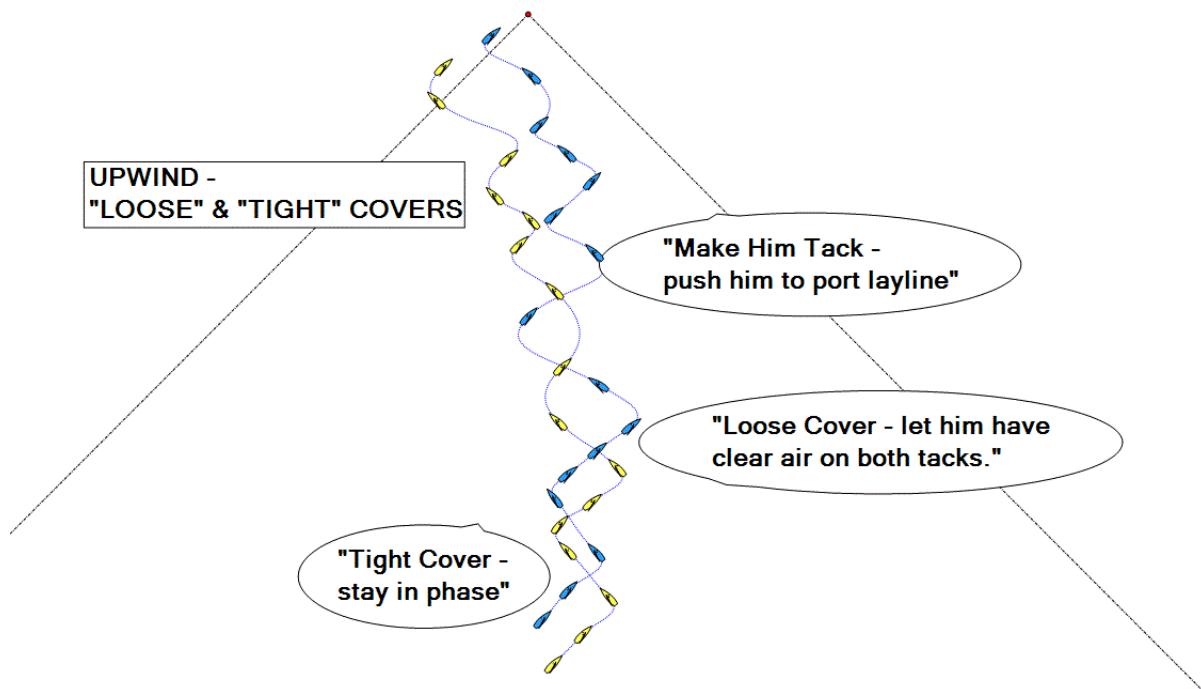 UPWIND -
"LOOSE" & "TIGHT" COVERS
"Make Him Tack -
push him to port layline"
"Loose Cover - let him have
clear air on both tacks."
"Tight Cover -
stay in phase"